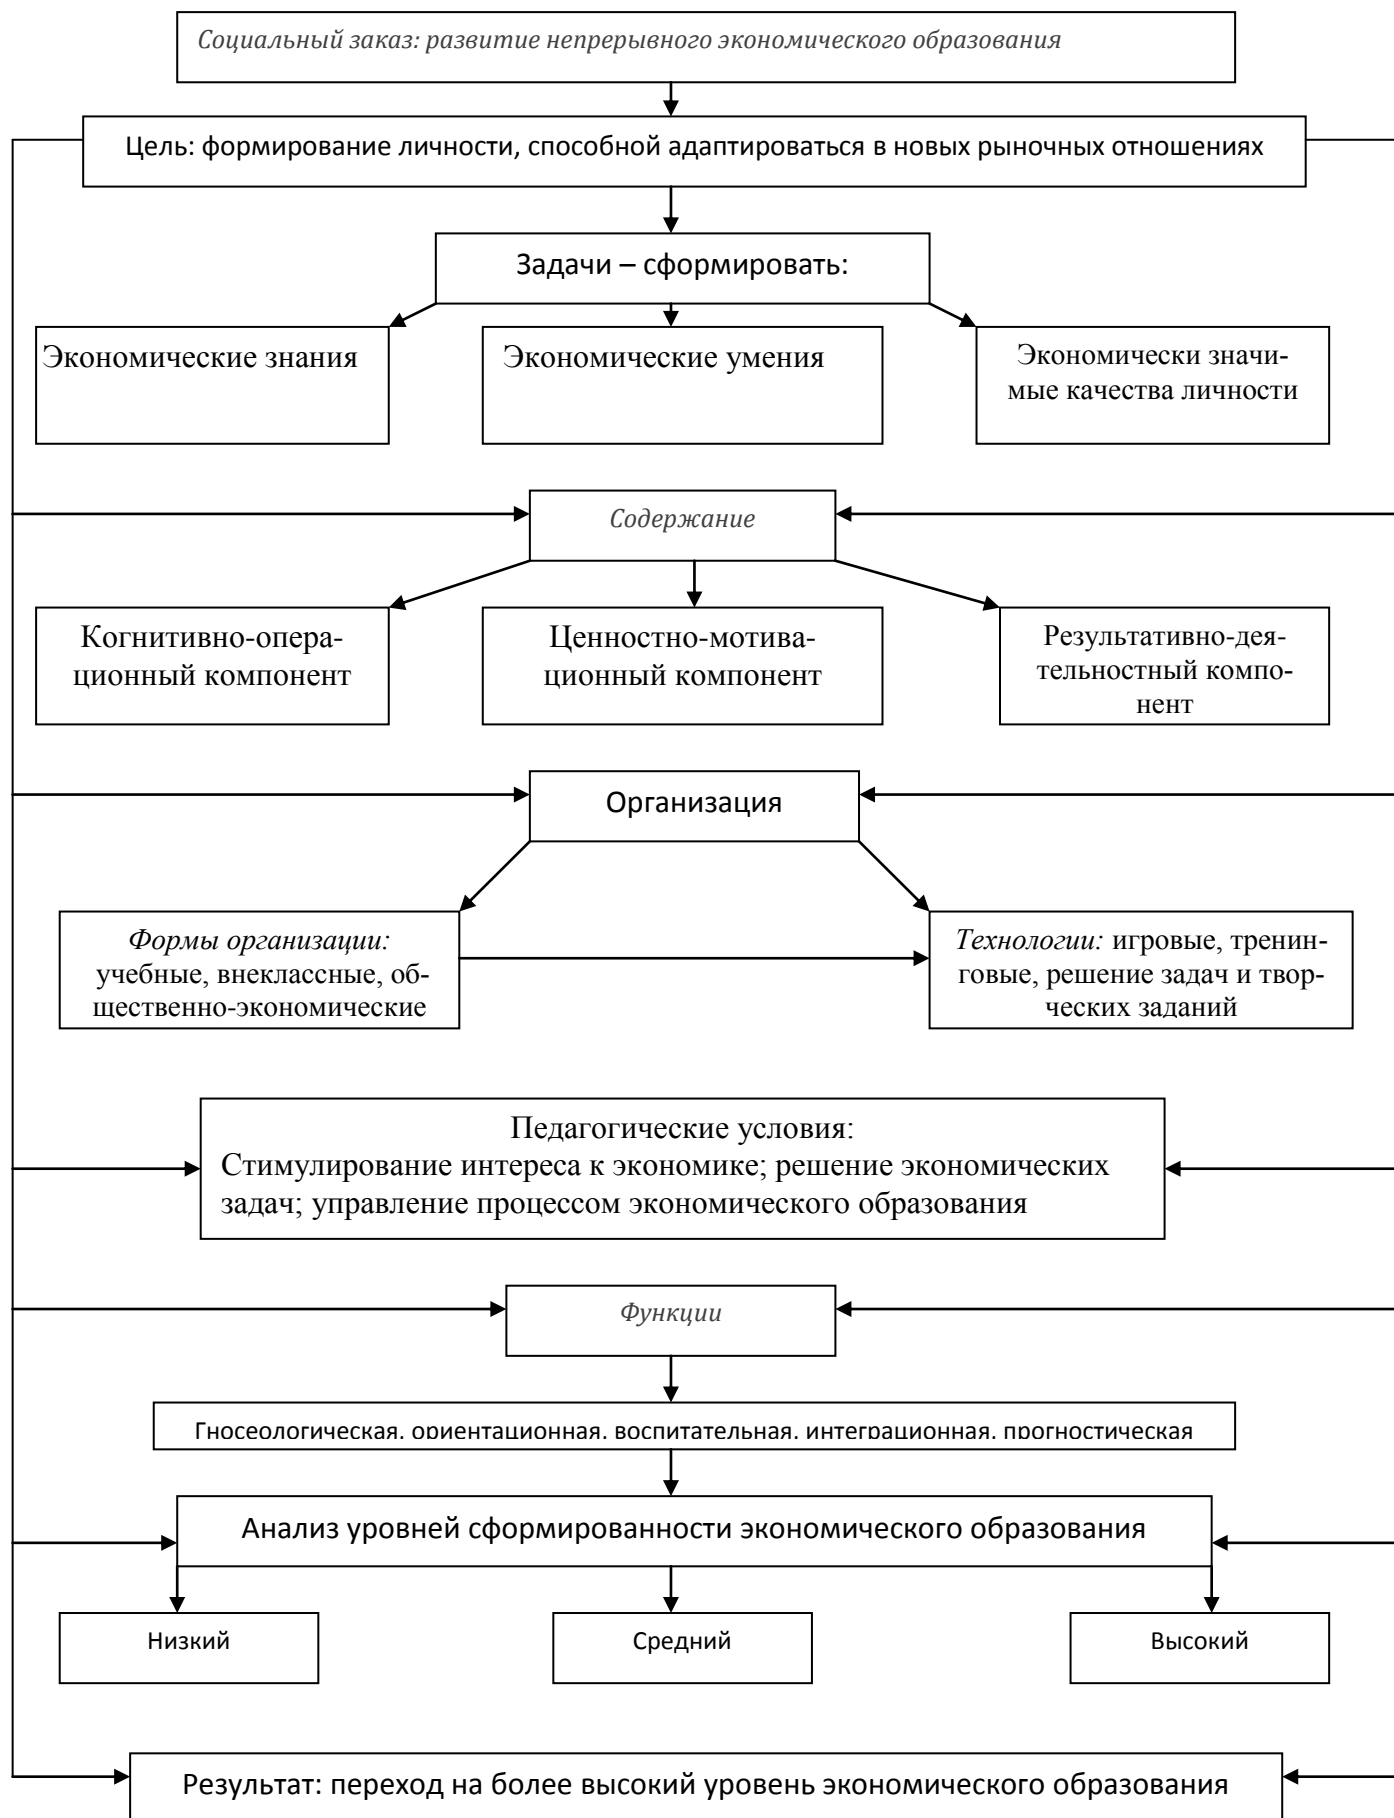 Социальный заказ: развитие непрерывного экономического образования
Цель: формирование личности, способной адаптироваться в новых рыночных отношениях
Задачи – сформировать:
Экономические знания
Экономические умения
Экономически значи-
мые качества личности
Содержание
Когнитивно-опера-
ционный компонент
Ценностно-мотива-
ционный компонент
Результативно-дея-
тельностный компо-
нент
Организация
Формы организации:
учебные, внеклассные, об-
щественно-экономические
Технологии: игровые, тренин-
говые, решение задач и твор-
ческих заданий
Педагогические условия:
Стимулирование интереса к экономике; решение экономических
задач; управление процессом экономического образования
Функции
Гносеологическая, ориентационная, воспитательная, интеграционная, прогностическая
Анализ уровней сформированности экономического образования
Низкий
Средний
Высокий
Результат: переход на более высокий уровень экономического образования